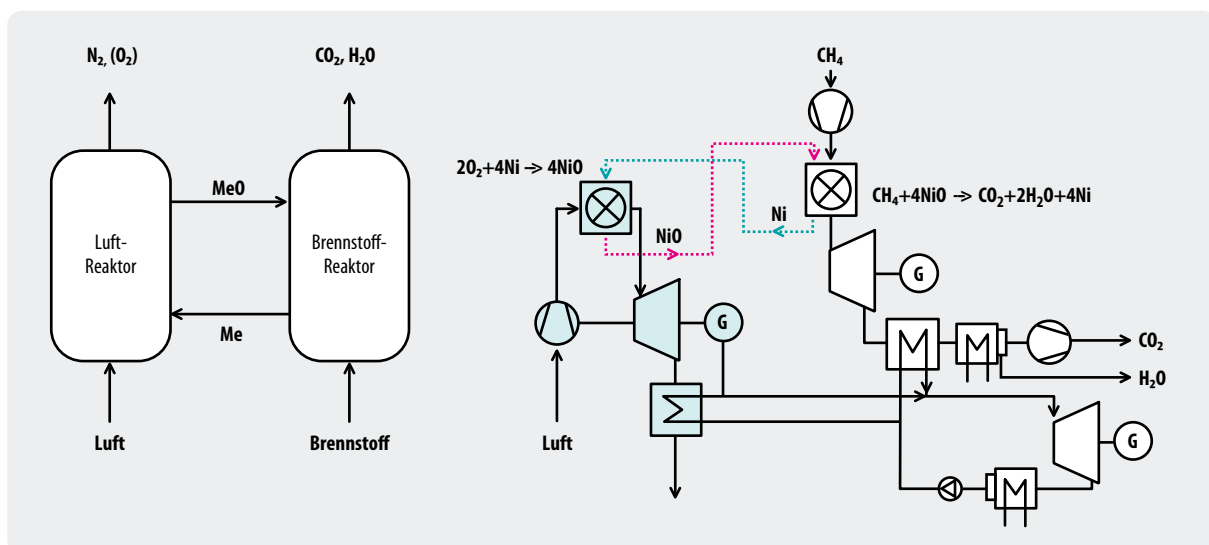 N₂, (O₂)
CO₂, H₂O
MeO
Luft-
Reaktor
Brennstoff-
Reaktor
Me
Luft
Brennstoff
CH₄
2O₂+4Ni -> 4NiO
CH₄+4NiO -> CO₂+2H₂O+4Ni
Ni
NiO
G
G
CO₂
H₂O
Luft
G